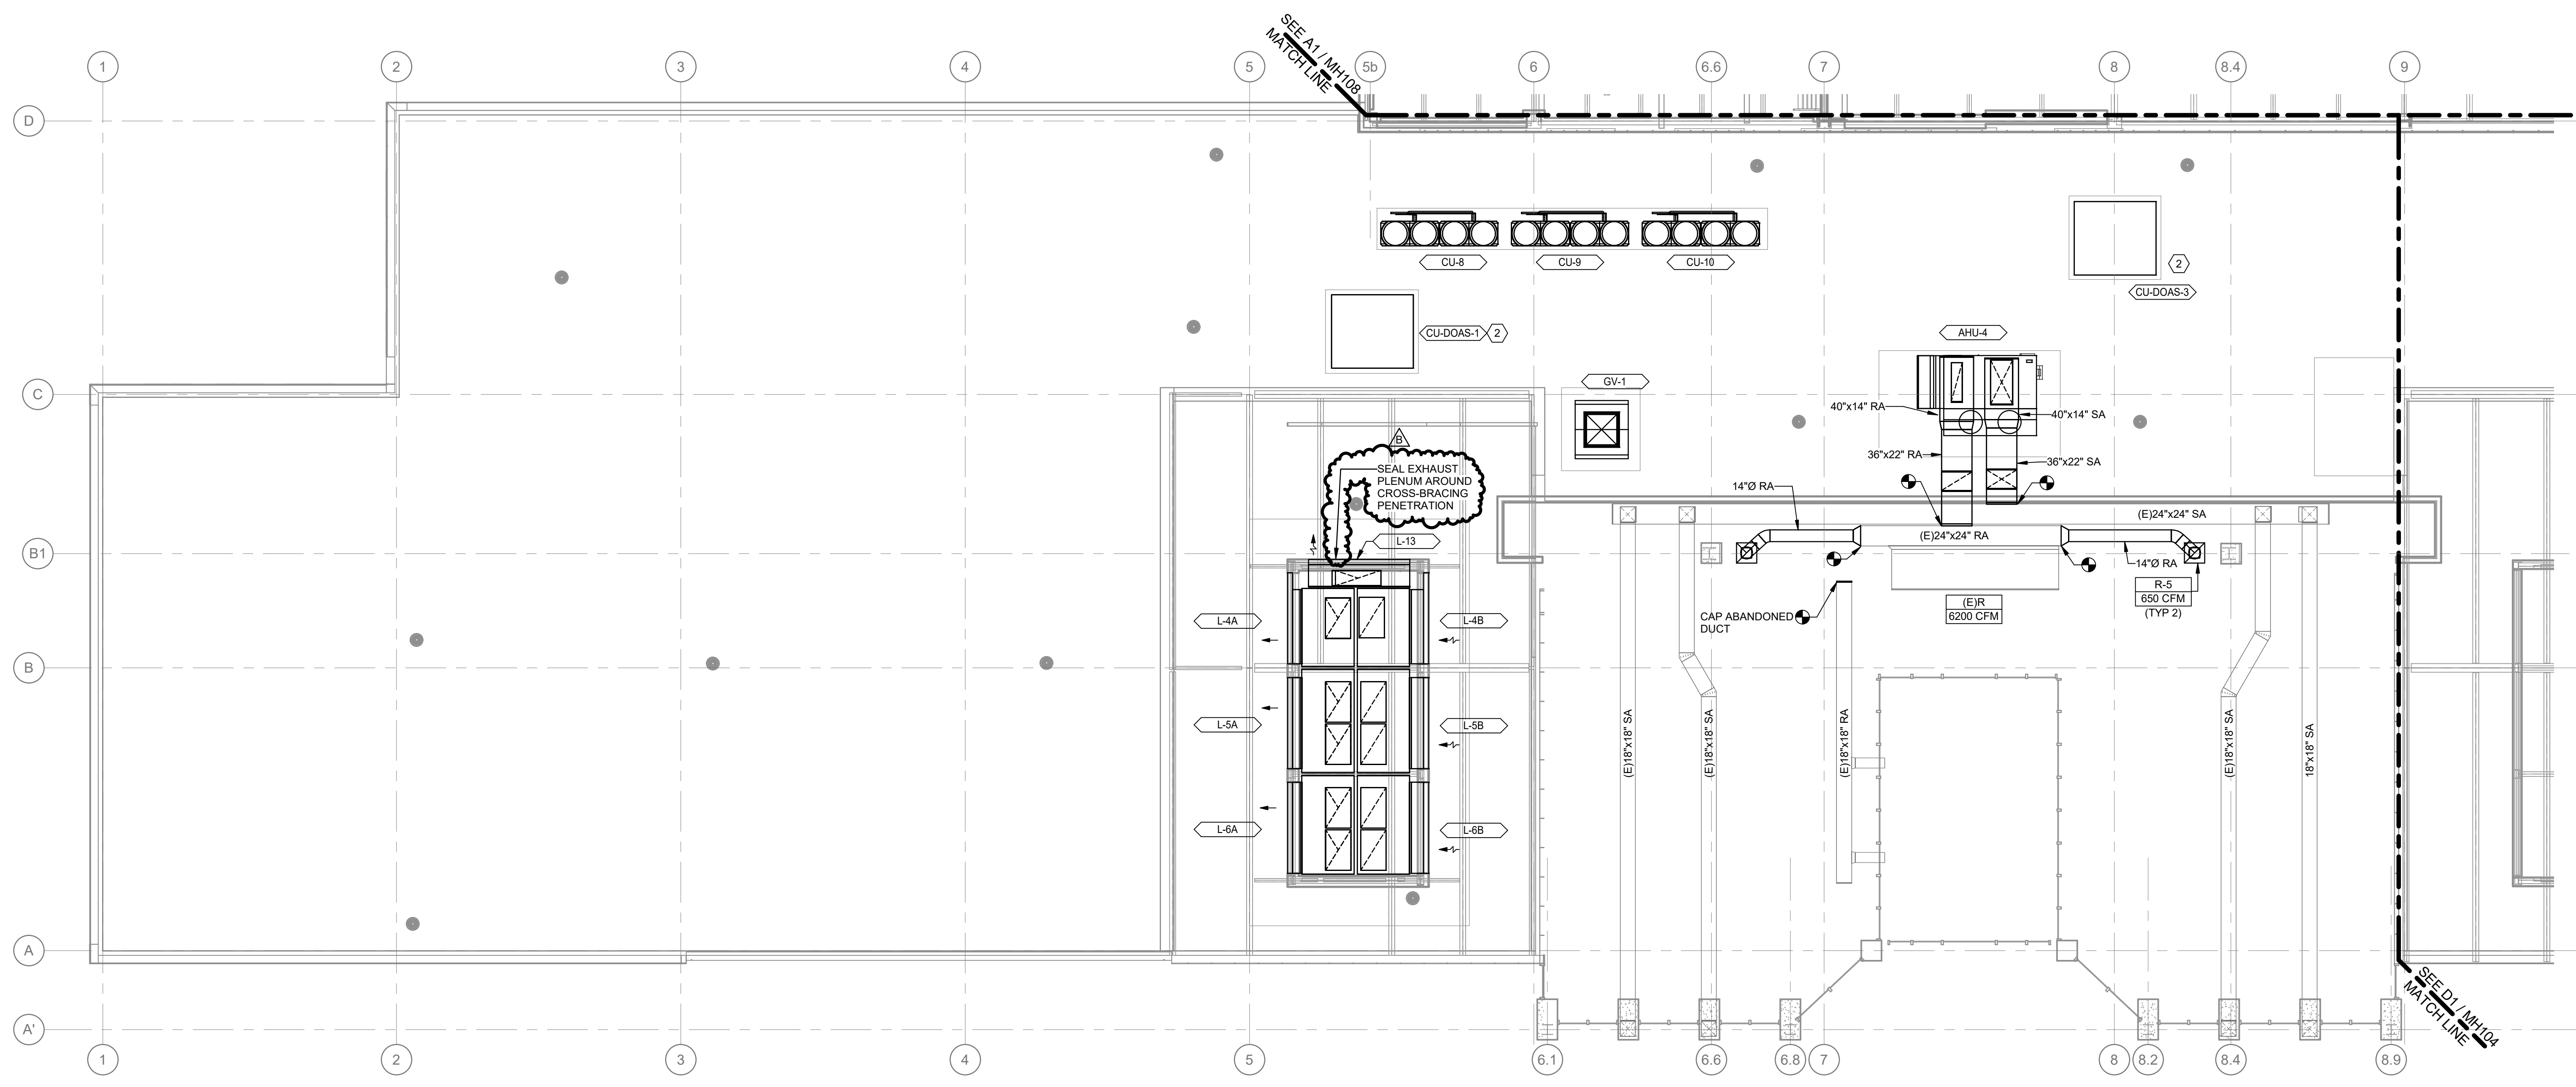 SEE A1 / MH108
MATCH LINE
1
2
3
4
5
5b
6
6.6
7
8
8.4
9
D
CU-8
CU-9
CU-10
2
CU-DOAS-3
CU-DOAS-1
2
AHU-4
C
GV-1
40"x14" RA
40"x14" SA
B
SEAL EXHAUST
PLENUM AROUND
CROSS-BRACING
PENETRATION
36"x22" RA
36"x22" SA
14"Ø RA
(E)24"x24" SA
(E)24"x24" RA
L-13
B1
14"Ø RA
R-5
650 CFM
(TYP 2)
(E)R
6200 CFM
CAP ABANDONED
DUCT
L-4A
L-4B
B
L-5A
L-5B
(E)18"x18" SA
(E)18"x18" SA
(E)18"x18" RA
(E)18"x18" SA
18"x18" SA
L-6A
L-6B
A
SEE D1 / MH104
MATCH LINE
A'
1
2
3
4
5
6.1
6.6
6.8
7
8
8.2
8.4
8.9